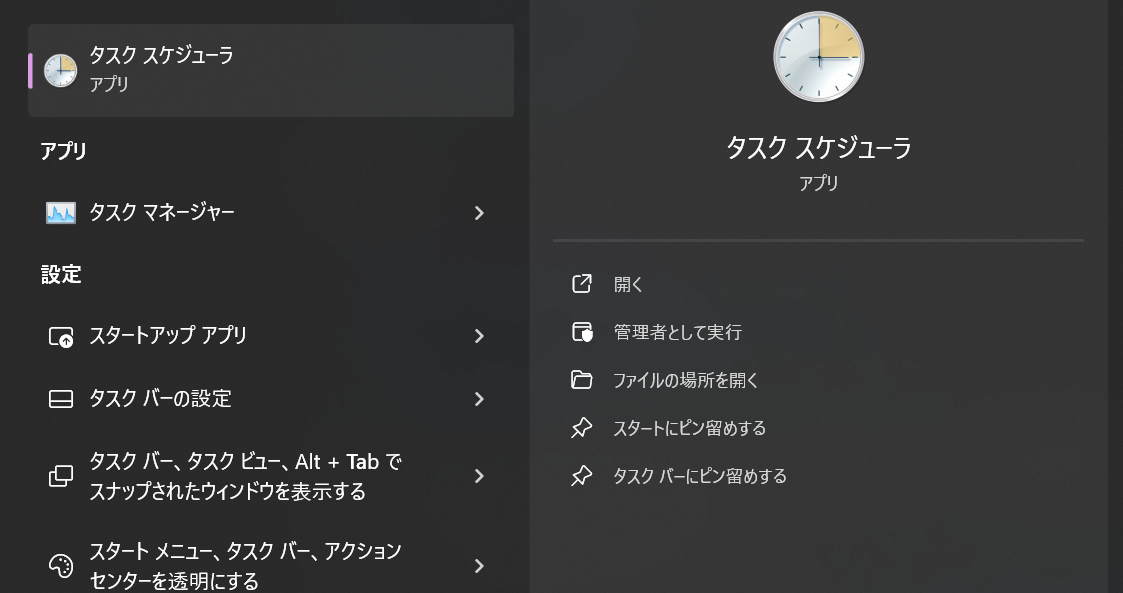 タスク スケジューラ
アプリ
アプリ
タスク マネージャー
設定
スタートアップ アプリ
タスク バーの設定
タスク バー、タスク ビュー、Alt + Tab で
スナップされたウィンドウを表示する
スタート メニュー、タスク バー、アクション
センターを透明にする
タスク スケジューラ
アプリ
開く
管理者として実行
ファイルの場所を開く
スタートにピン留めする
タスク バーにピン留めする